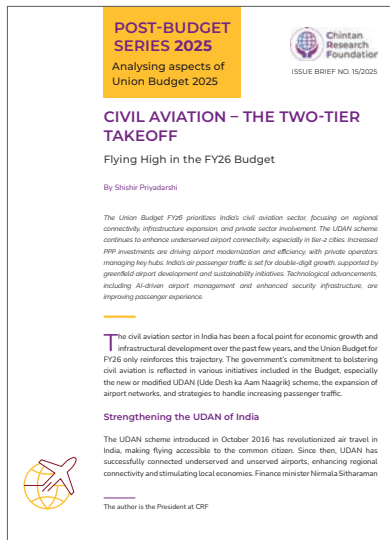 POST-BUDGET
SERIES 2025
Analysing aspects of
Union Budget 2025
Chintan
Research
Foundation
ISSUE BRIEF NO. 15/2025
CIVIL AVIATION – THE TWO-TIER
TAKEOFF
Flying High in the FY26 Budget
By Shishir Priyadarshi
The Union Budget FY26 prioritizes India's civil aviation sector, focusing on regional
connectivity, infrastructure expansion, and private sector involvement. The UDAN scheme
continues to enhance underserved airport connectivity, especially in tier-2 cities. Increased
PPP investments are driving airport modernization and efficiency, with private operators
managing key hubs. India's air passenger traffic is set for double-digit growth, supported by
greenfield airport development and sustainability initiatives. Technological advancements,
including AI-driven airport management and enhanced security infrastructure, are
improving passenger experience.
The civil aviation sector in India has been a focal point for economic growth and
infrastructural development over the past few years, and the Union Budget for
FY26 only reinforces this trajectory. The government's commitment to bolstering
civil aviation is reflected in various initiatives included in the Budget, especially
the new or modified UDAN (Ude Desh ka Aam Naagrik) scheme, the expansion of
airport networks, and strategies to handle increasing passenger traffic.
Strengthening the UDAN of India
The UDAN scheme introduced in October 2016 has revolutionized air travel in
India, making flying accessible to the common citizen. Since then, UDAN has
successfully connected underserved and unserved airports, enhancing regional
connectivity and stimulating local economies. Finance minister Nirmala Sitharaman
The author is the President at CRF